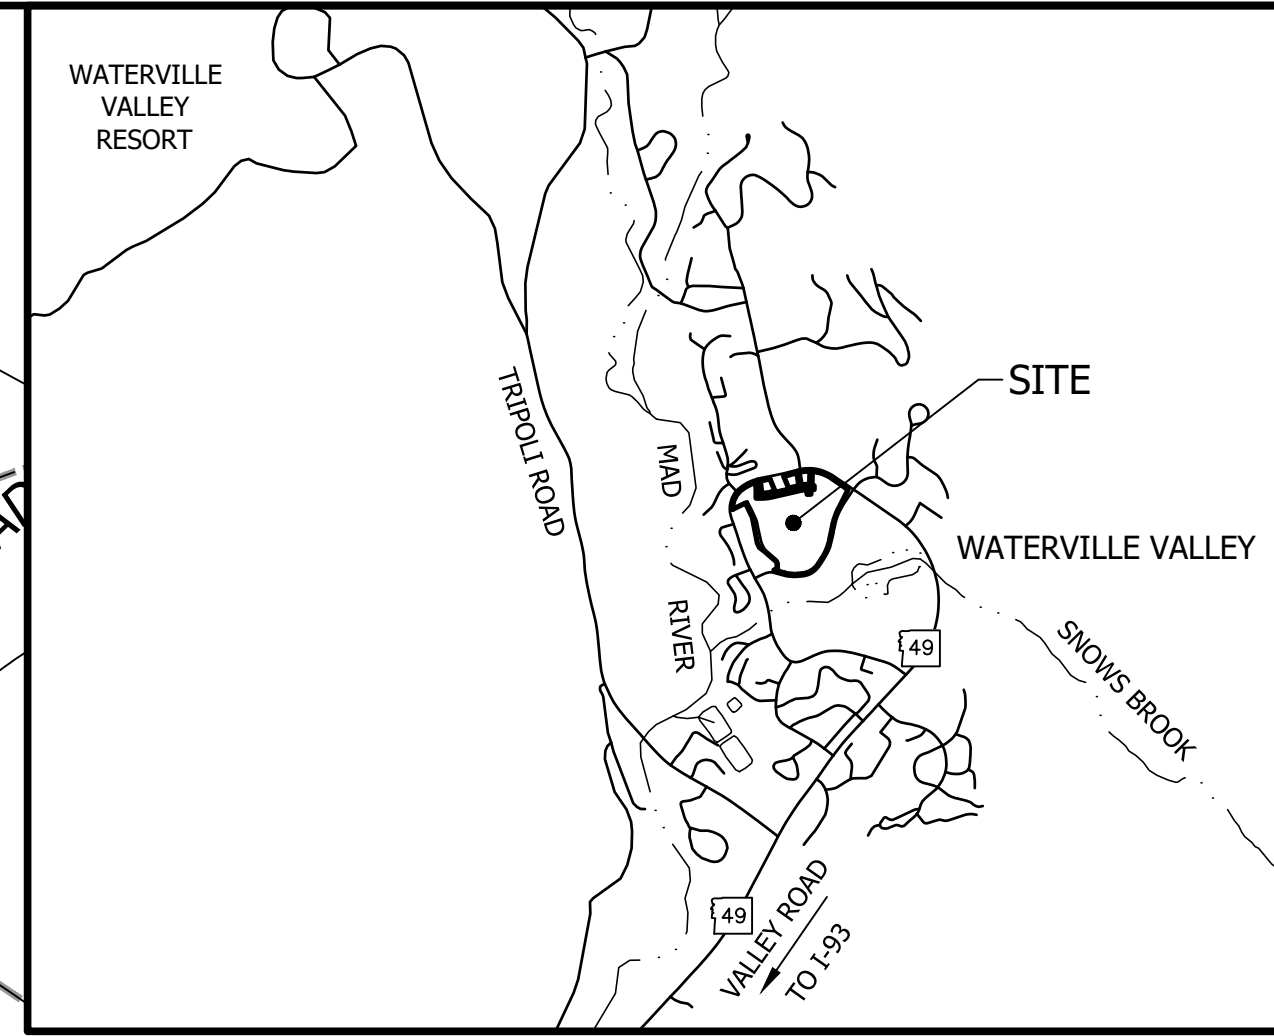 WATERVILLE
VALLEY
RESORT
SITE
TRIPOLI ROAD
MAD
WATERVILLE VALLEY
RIVER
49
SNOWS BROOK
49
VALLEY ROAD
TO I-93